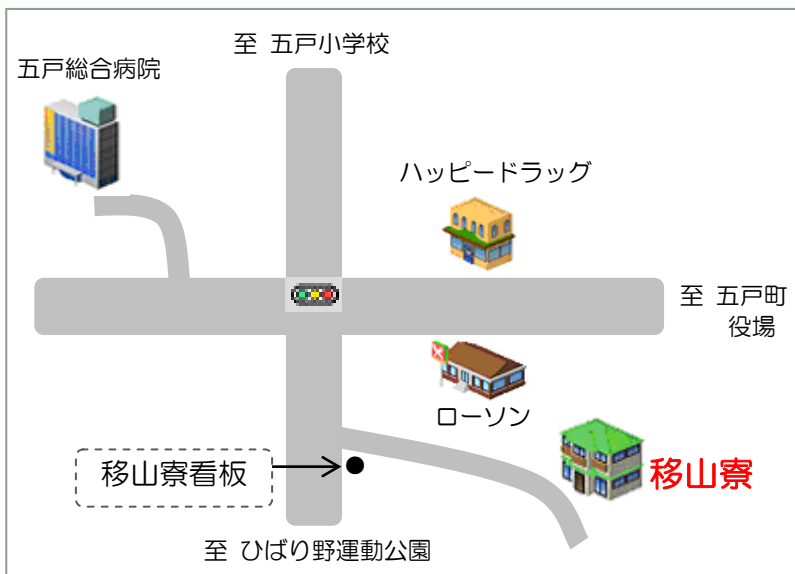 至 五戸小学校
五戸総合病院
ハッピードラッグ
至 五戸町
役場
ローソン
移山寮看板
移山寮
至 ひばり野運動公園